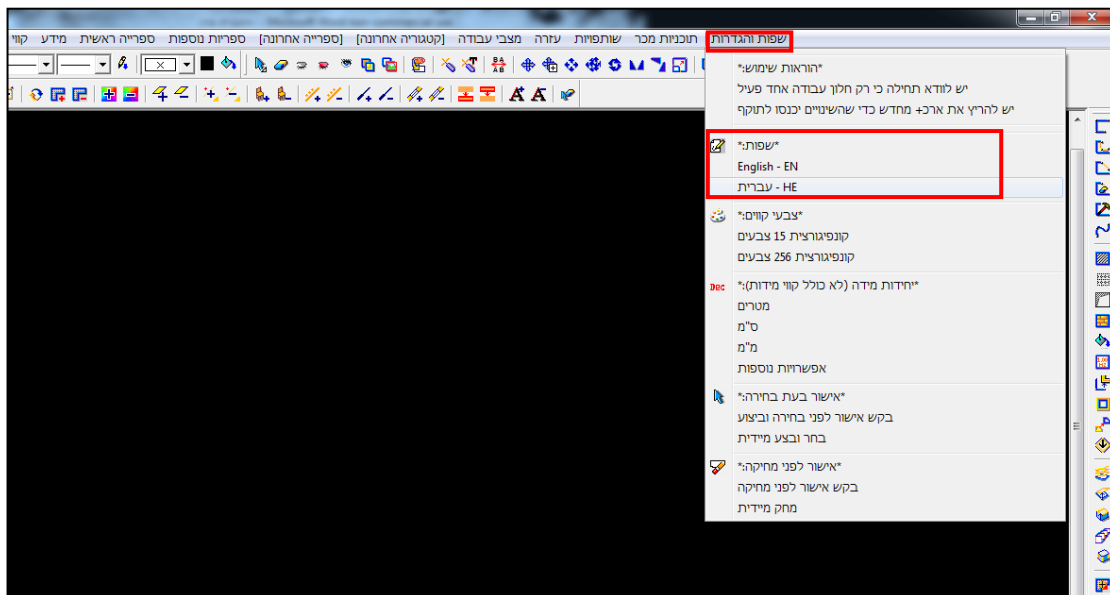 שפות והגדרות תוכניות מכר שותפויות עזרה מצבי עבודה [קטגוריה אחרונה] [ספרייה אחרונה] ספריות נוספות ספרייה ראשית מידע קווי
*הוראות שימוש:*
יש לוודא תחילה כי רק חלון עבודה אחד פעיל
יש להריץ את ארכ+ מחדש כדי שהשינויים יכנסו לתוקף
*שפות:*
English - EN
עברית - HE
*צבעי קווים:*
קונפיגורצית 15 צבעים
קונפיגורצית 256 צבעים
Dec *יחידות מידה (לא כולל קווי מידות):*
מטרים
ס"מ
מ"מ
אפשרויות נוספות
*אישור בעת בחירה:*
בקש אישור לפני בחירה וביצוע
בחר ובצע מיידית
*אישור לפני מחיקה:*
בקש אישור לפני מחיקה
מחק מיידית